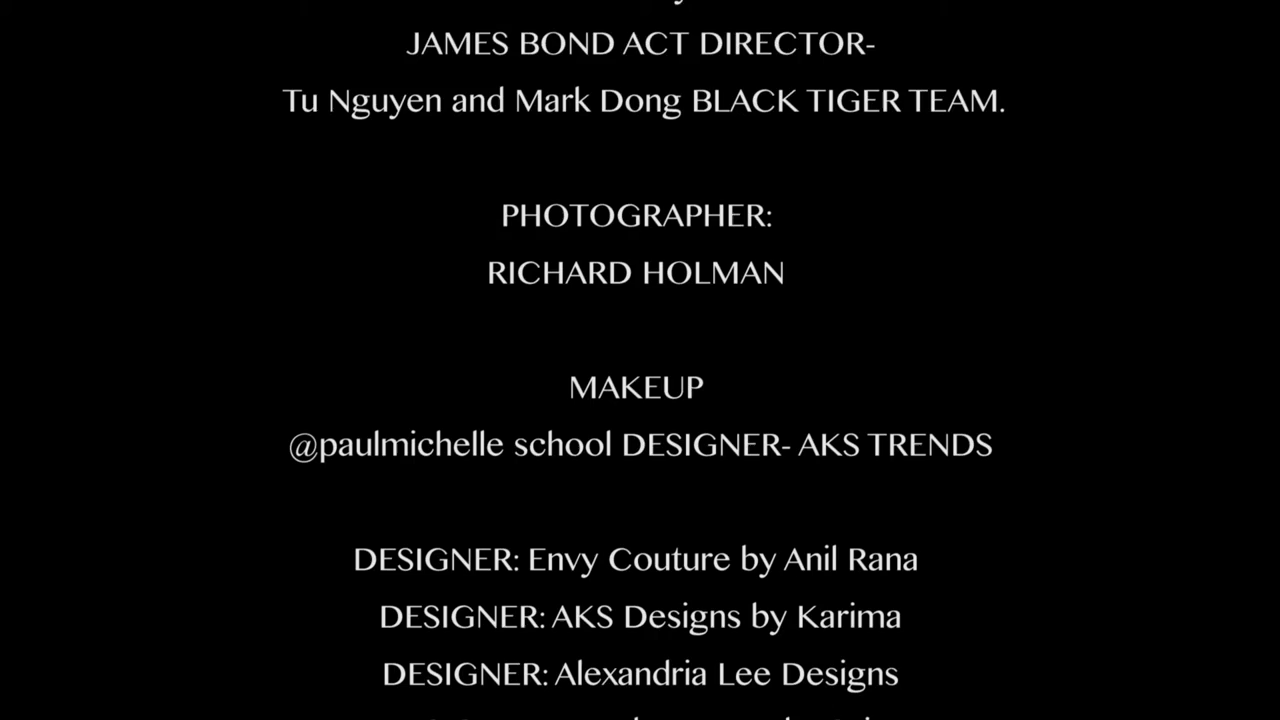 JAMES BOND ACT DIRECTOR-
Tu Nguyen and Mark Dong BLACK TIGER TEAM.
PHOTOGRAPHER:
RICHARD HOLMAN
MAKEUP
@paulmichelle school DESIGNER- AKS TRENDS
DESIGNER: Envy Couture by Anil Rana
DESIGNER: AKS Designs by Karima
DESIGNER: Alexandria Lee Designs